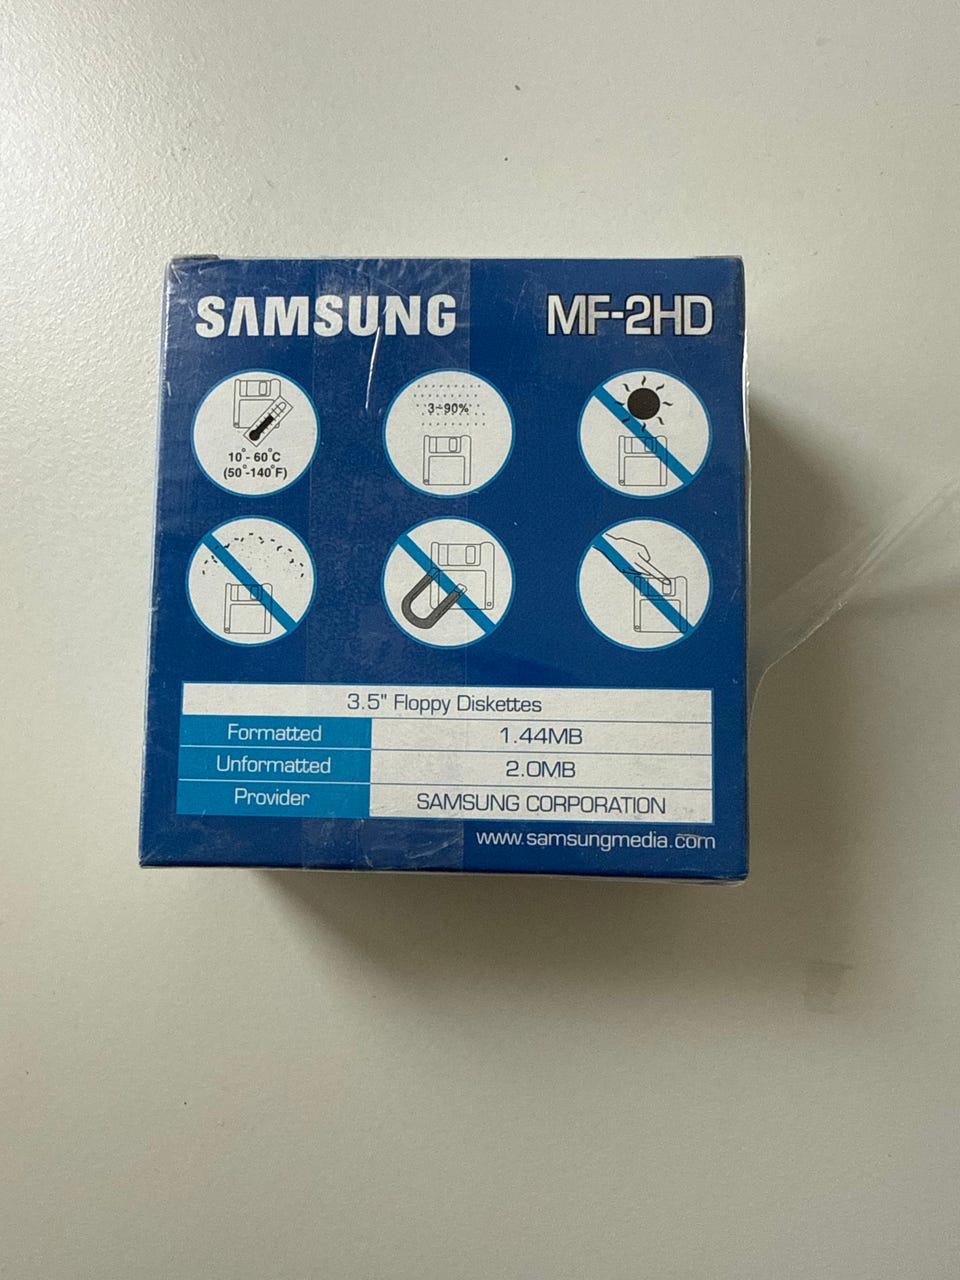 SAMSUNG MF-2HD
3~90%
10°- 60°C
(50°-140°F)
3.5" Floppy Diskettes
Formatted 1.44MB
Unformatted 2.0MB
Provider SAMSUNG CORPORATION
www.samsungmedia.com